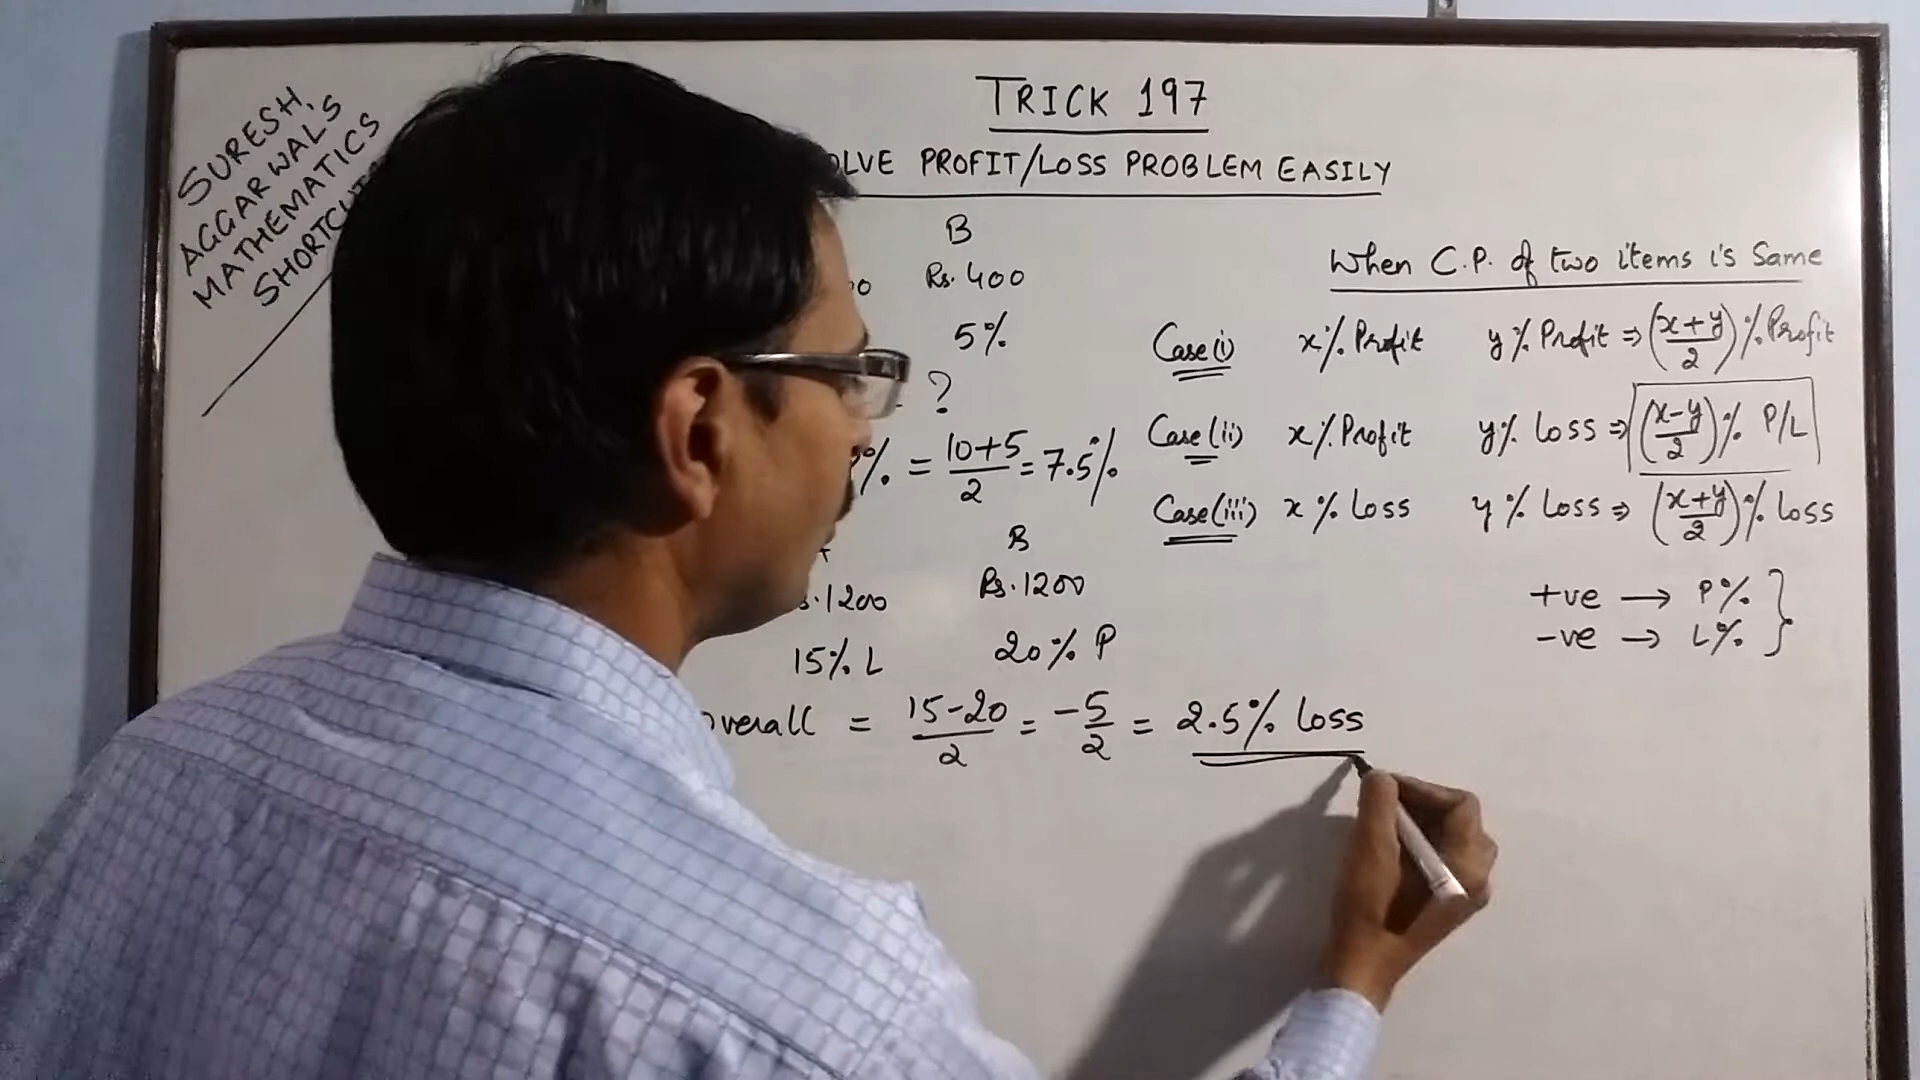 SURESH
AGGARWAL'S
MATHEMATICS
TRICK 197
PROFIT/LOSS PROBLEM EASILY
B
Rs. 400
5%
?
% = 10+5/2 = 7.5%
When C.P. of two items is Same
Case (i) x% Profit y% Profit ⇒ (x+y/2)% Profit
Case (ii) x% Profit y% Loss ⇒ (x-y/2)% P/L
Case (iii) x% Loss y% Loss ⇒ (x+y/2)% Loss
+ve → P%
-ve → L%
B
1200 Rs. 1200
15% L 20% P
= 15-20/2 = -5/2 = 2.5% Loss